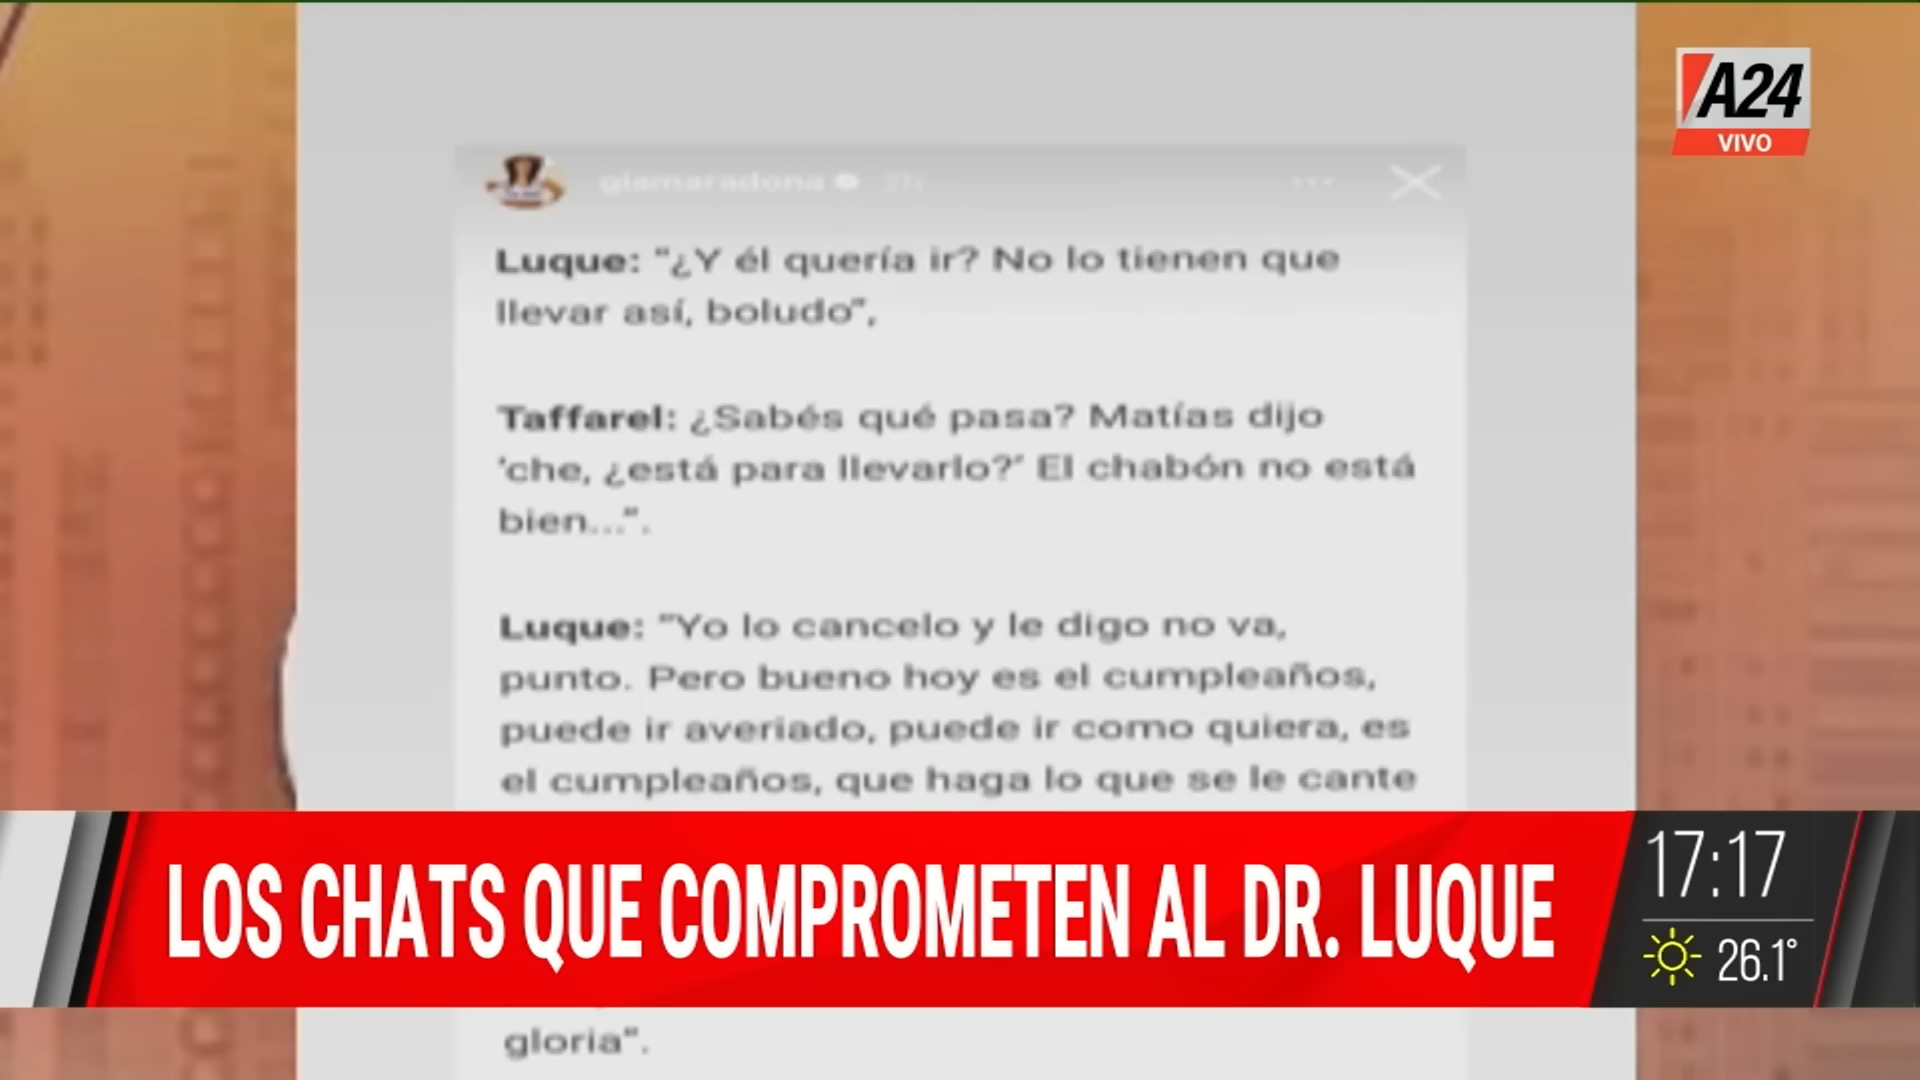 A24
VIVO
giamaradona 2h
Luque: "¿Y él quería ir? No lo tienen que
llevar así, boludo",
Taffarel: ¿Sabés qué pasa? Matías dijo
'che, ¿está para llevarlo?' El chabón no está
bien...".
Luque: "Yo lo cancelo y le digo no va,
punto. Pero bueno hoy es el cumpleaños,
puede ir averiado, puede ir como quiera, es
el cumpleaños, que haga lo que se le cante
LOS CHATS QUE COMPROMETEN AL DR. LUQUE
17:17
26.1°
gloria".